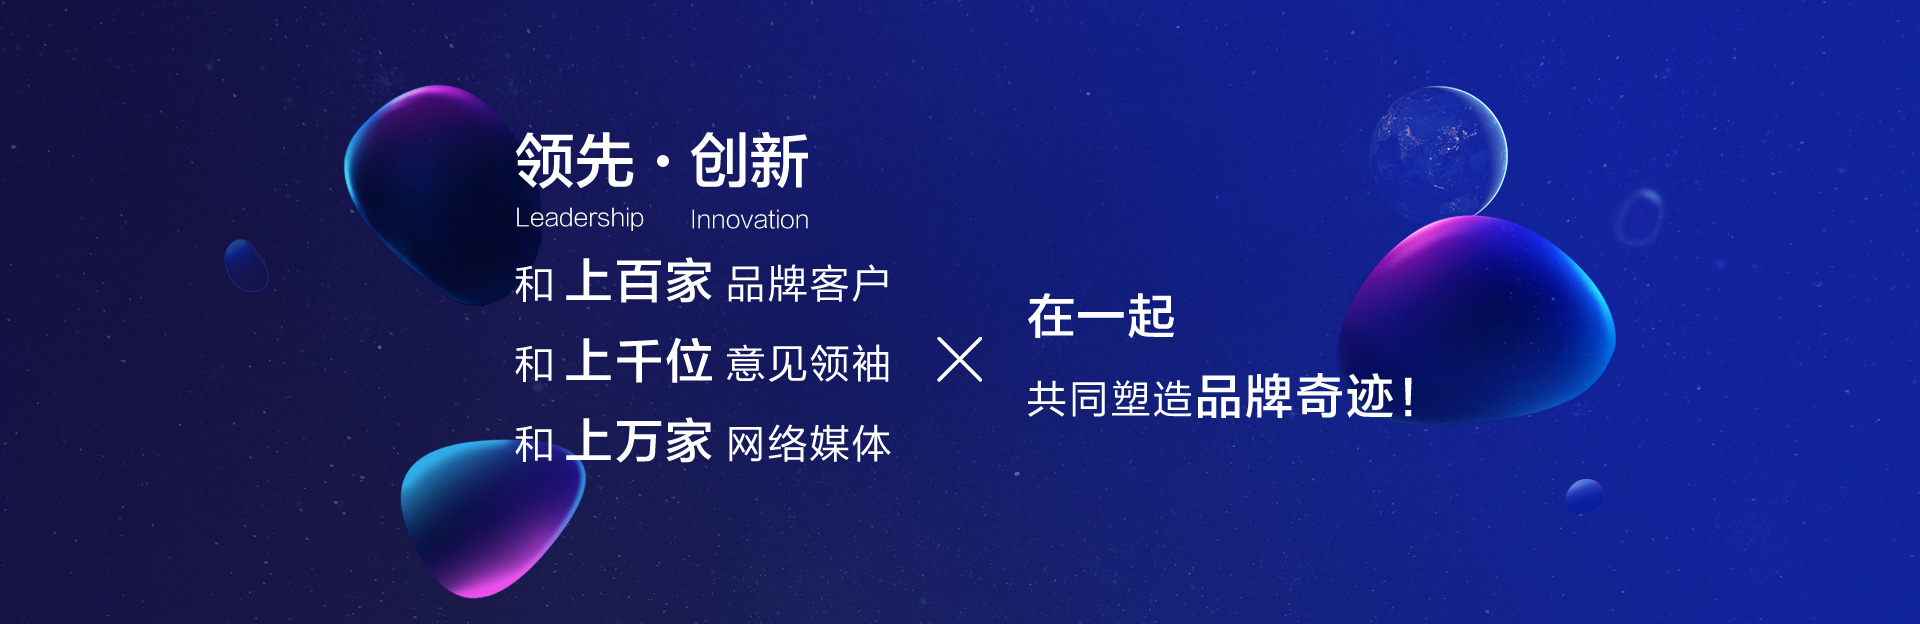 领先·创新
Leadership Innovation
和 上百家 品牌客户
和 上千位 意见领袖
和 上万家 网络媒体
×
在一起
共同塑造品牌奇迹！